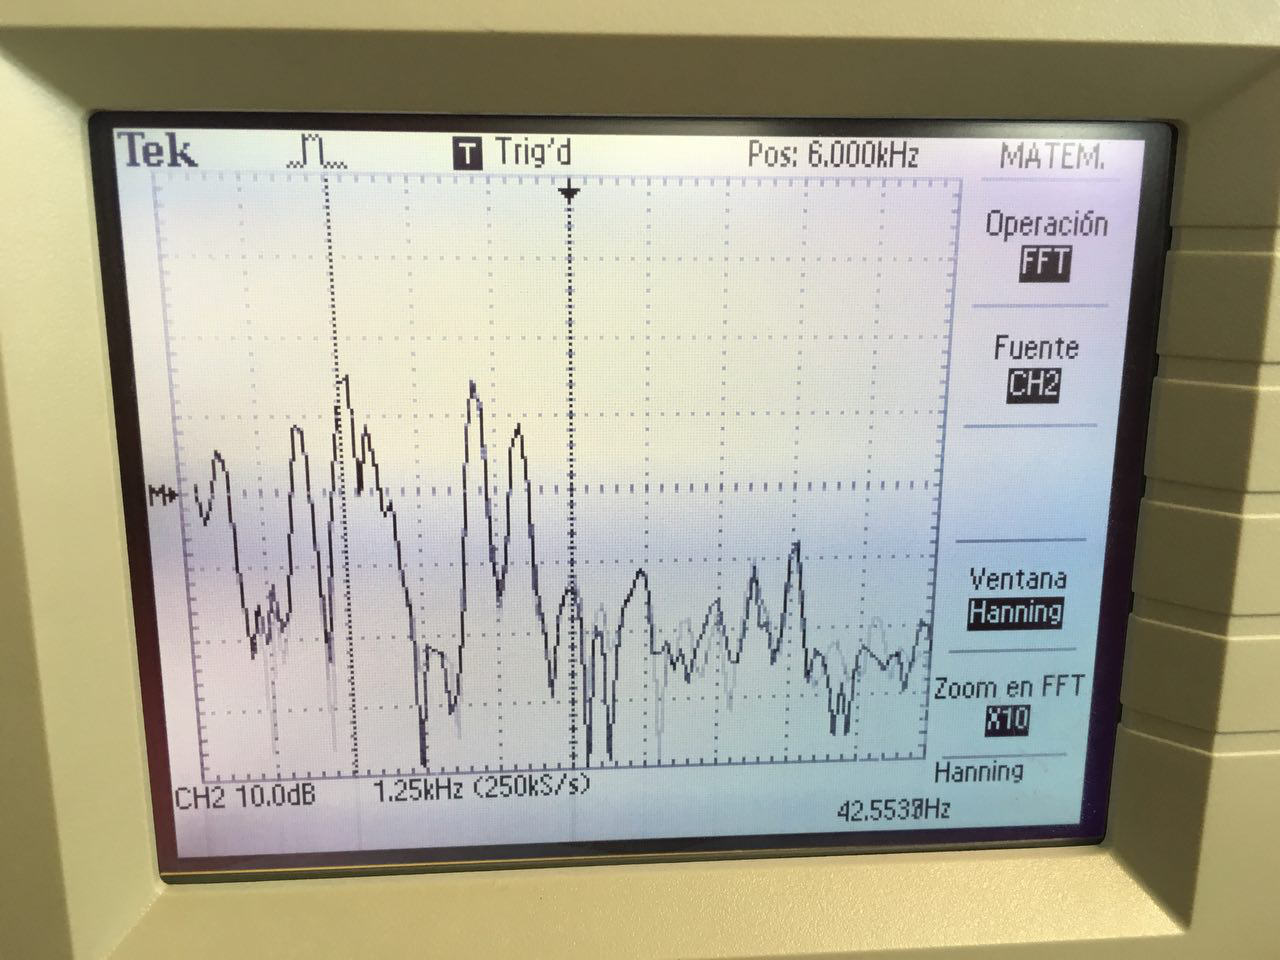 Tek T Trig'd Pos: 6.000kHz MATEM.
Operación
FFT
Fuente
CH2
M
Ventana
Hanning
Zoom en FFT
X10
Hanning
CH2 10.0dB 1.25kHz (250kS/s)